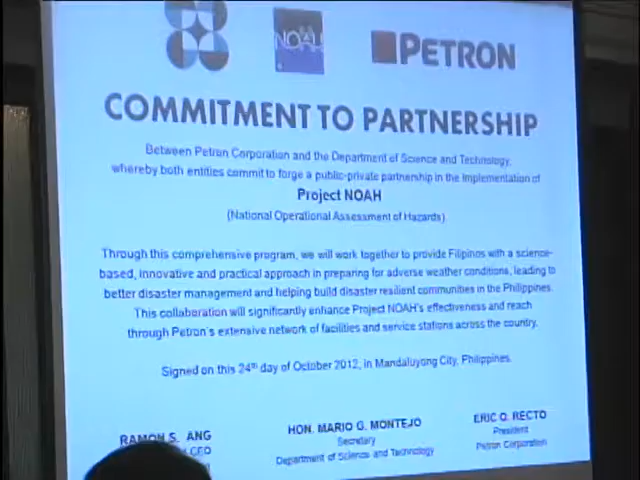 NOAH
PETRON
COMMITMENT TO PARTNERSHIP
Between Petron Corporation and the Department of Science and Technology,
whereby both entities commit to forge a public-private partnership in the implementation of
Project NOAH
(National Operational Assessment of Hazards)
Through this comprehensive program, we will work together to provide Filipinos with a science-
based, innovative and practical approach in preparing for adverse weather conditions, leading to
better disaster management and helping build disaster resilient communities in the Philippines.
This collaboration will significantly enhance Project NOAH's effectiveness and reach
through Petron's extensive network of facilities and service stations across the country.
Signed on this 24th day of October 2012, in Mandaluyong City, Philippines.
RAMON S. ANG
CEO
HON. MARIO G. MONTEJO
Secretary
Department of Science and Technology
ERIC O. RECTO
President
Petron Corporation